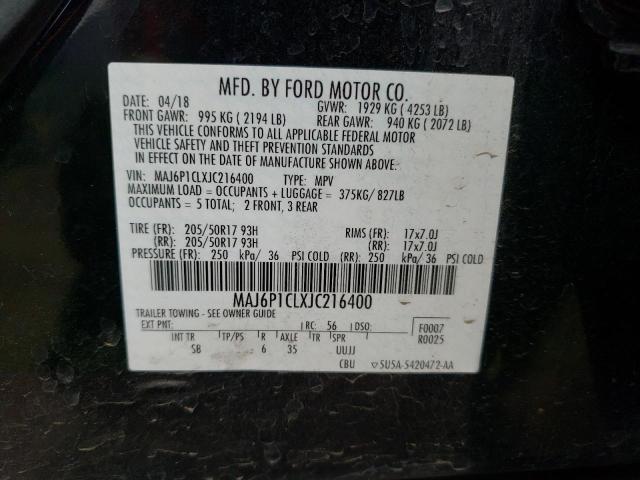 MFD. BY FORD MOTOR CO.
DATE: 04/18 GVWR: 1929 KG ( 4253 LB)
FRONT GAWR: 995 KG ( 2194 LB) REAR GAWR: 940 KG ( 2072 LB)
THIS VEHICLE CONFORMS TO ALL APPLICABLE FEDERAL MOTOR
VEHICLE SAFETY AND THEFT PREVENTION STANDARDS
IN EFFECT ON THE DATE OF MANUFACTURE SHOWN ABOVE.
VIN: MAJ6P1CLXJC216400 TYPE: MPV
MAXIMUM LOAD = OCCUPANTS + LUGGAGE = 375KG/ 827LB
OCCUPANTS = 5 TOTAL; 2 FRONT, 3 REAR
TIRE (FR): 205/50R17 93H RIMS (FR): 17x7.0J
(RR): 205/50R17 93H (RR): 17x7.0J
PRESSURE (FR): 250 kPa/ 36 PSI COLD (RR): 250 kPa/ 36 PSI COLD
MAJ6P1CLXJC216400
TRAILER TOWING - SEE OWNER GUIDE
EXT PNT: RC: 56 DSO: F0007
INT TR TP/PS R AXLE TR SPR R0025
SB 6 35 UUJJ
CBU 5U5A-5420472-AA